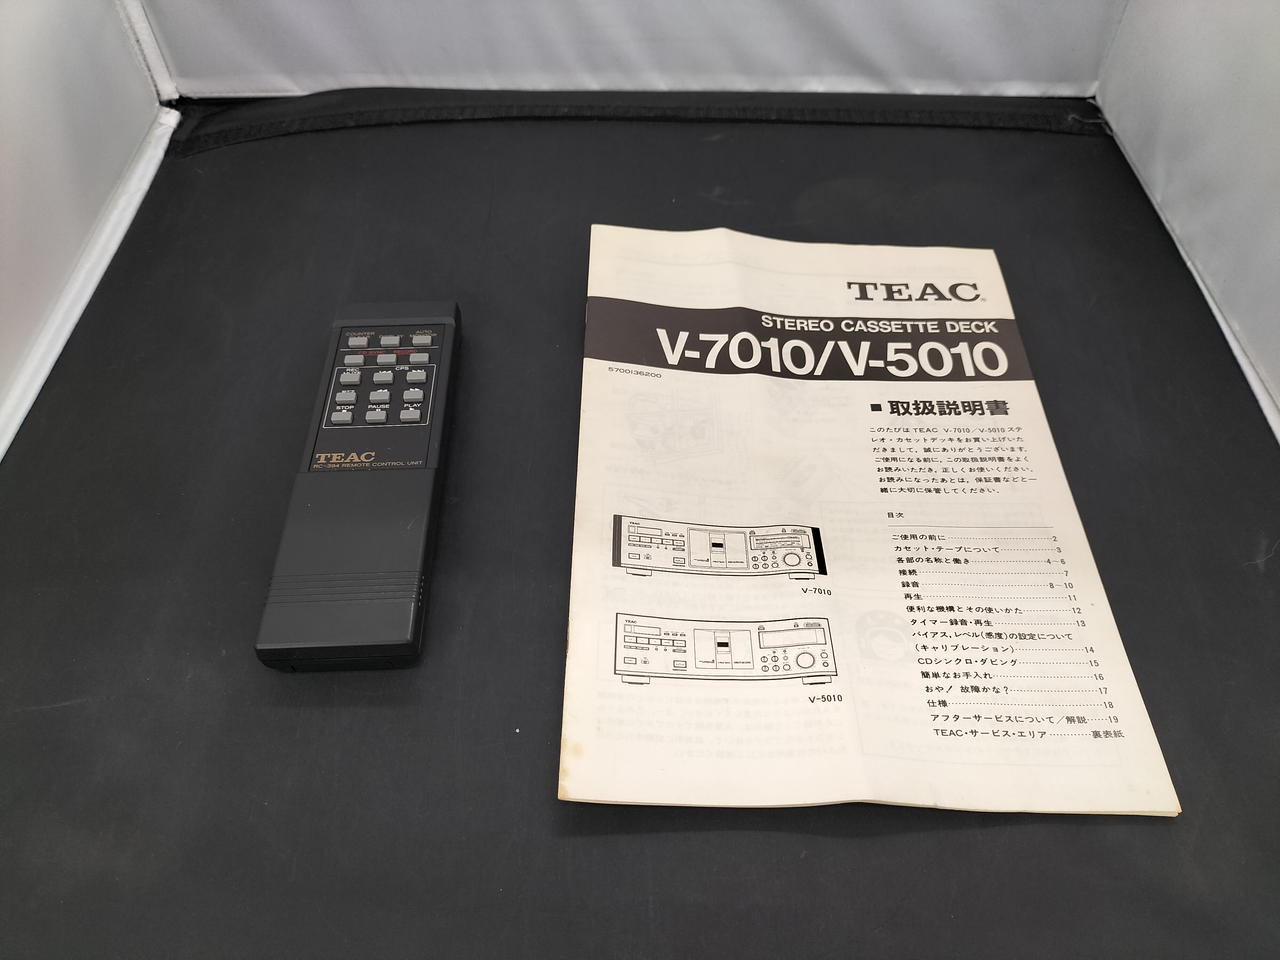 COUNTER
AUTO
CD SYNC
RECORD
REC
CPS
STOP
PAUSE
PLAY
TEAC
RC-394 REMOTE CONTROL UNIT
TEAC
STEREO CASSETTE DECK
V-7010/V-5010
5700136200
■ 取扱説明書
このたびは TEAC V-7010/V-5010 ステ
レオ・カセットデッキをお買い上げいた
だきまして、誠にありがとうございます。
ご使用になる前に、この取扱説明書をよく
お読みいただき、正しくお使いください。
お読みになったあとは、保証書などと一
緒に大切に保管してください。
目次
ご使用の前に…………2
カセット・テープについて…………3
各部の名称と働き…………4~6
接続…………7
録音…………8~10
再生…………11
便利な機構とその使いかた…………12
タイマー録音・再生…………13
バイアス,レベル(感度)の設定について
(キャリブレーション)…………14
CDシンクロ・ダビング…………15
簡単なお手入れ…………16
おや! 故障かな?…………17
仕様…………18
アフターサービスについて/解説……19
TEAC・サービス・エリア…………裏表紙
TEAC
V-7010
TEAC
V-5010